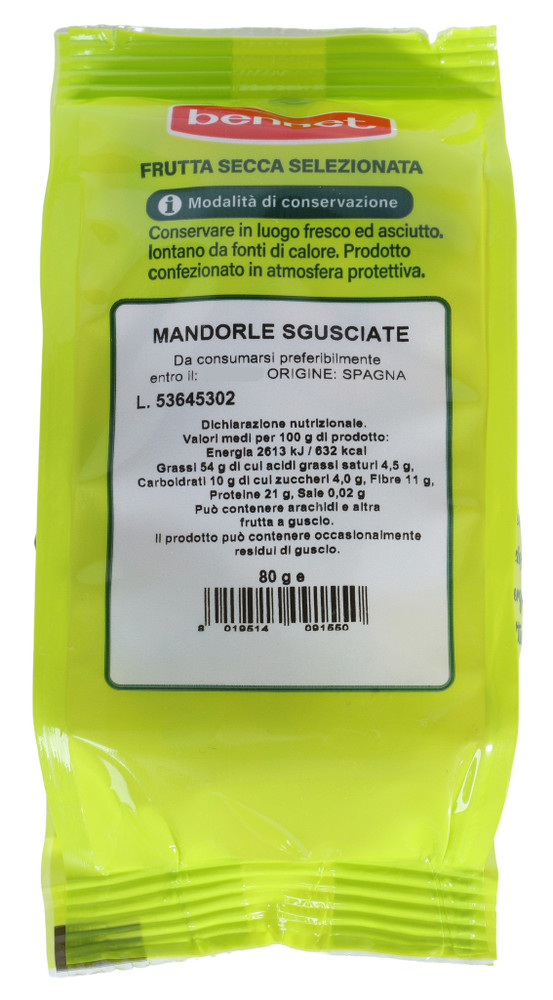 bennet
FRUTTA SECCA SELEZIONATA
i Modalità di conservazione
Conservare in luogo fresco ed asciutto,
lontano da fonti di calore. Prodotto
confezionato in atmosfera protettiva.
MANDORLE SGUSCIATE
Da consumarsi preferibilmente
entro il: ORIGINE: SPAGNA
L. 53645302
Dichiarazione nutrizionale.
Valori medi per 100 g di prodotto:
Energia 2613 kJ / 632 kcal
Grassi 54 g di cui acidi grassi saturi 4,5 g,
Carboidrati 10 g di cui zuccheri 4,0 g, Fibre 11 g,
Proteine 21 g, Sale 0,02 g
Può contenere arachidi e altra
frutta a guscio.
Il prodotto può contenere occasionalmente
residui di guscio.
80 g e
8 019514 091550